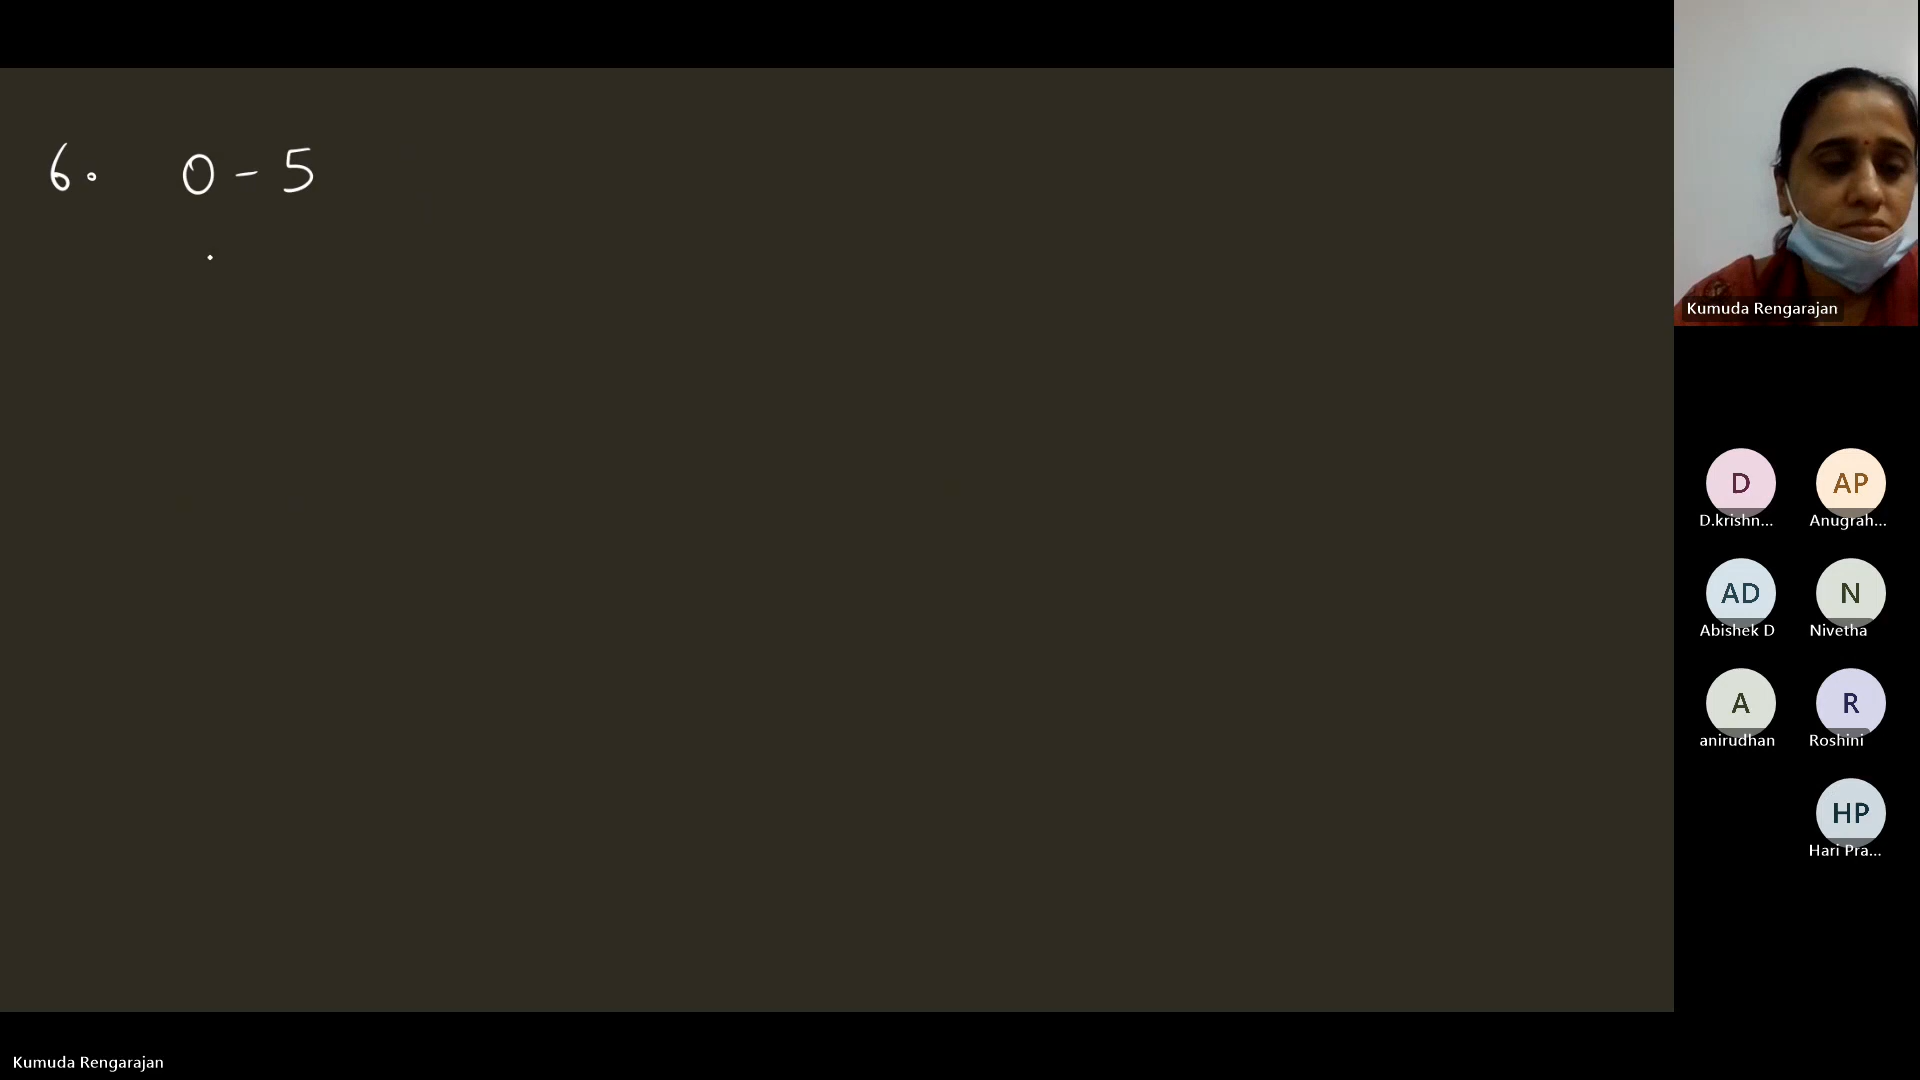 6. 0 - 5
.
Kumuda Rengarajan
D
AP
D.krishn...
Anugrah...
AD
N
Abishek D
Nivetha
A
R
anirudhan
Roshini
HP
Hari Pra...
Kumuda Rengarajan